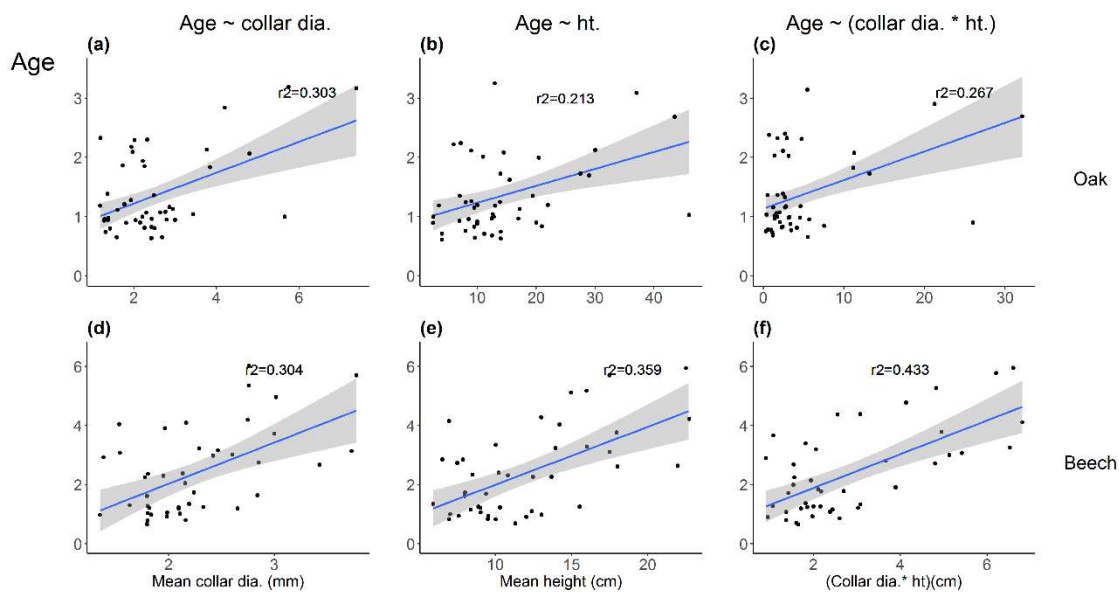 Age ~ collar dia. Age ~ ht. Age ~ (collar dia. * ht.)
Age
(a) (b) (c)
r2=0.303 r2=0.213 r2=0.267
3 3 3
2 2 2
1 1 1
0 0 0
Oak
2 4 6 10 20 30 40 0 10 20 30
(d) (e) (f)
r2=0.304 r2=0.359 r2=0.433
6 6 6
4 4 4
2 2 2
0 0 0
Beech
2 3 10 15 20 2 4 6
Mean collar dia. (mm) Mean height (cm) (Collar dia.* ht)(cm)